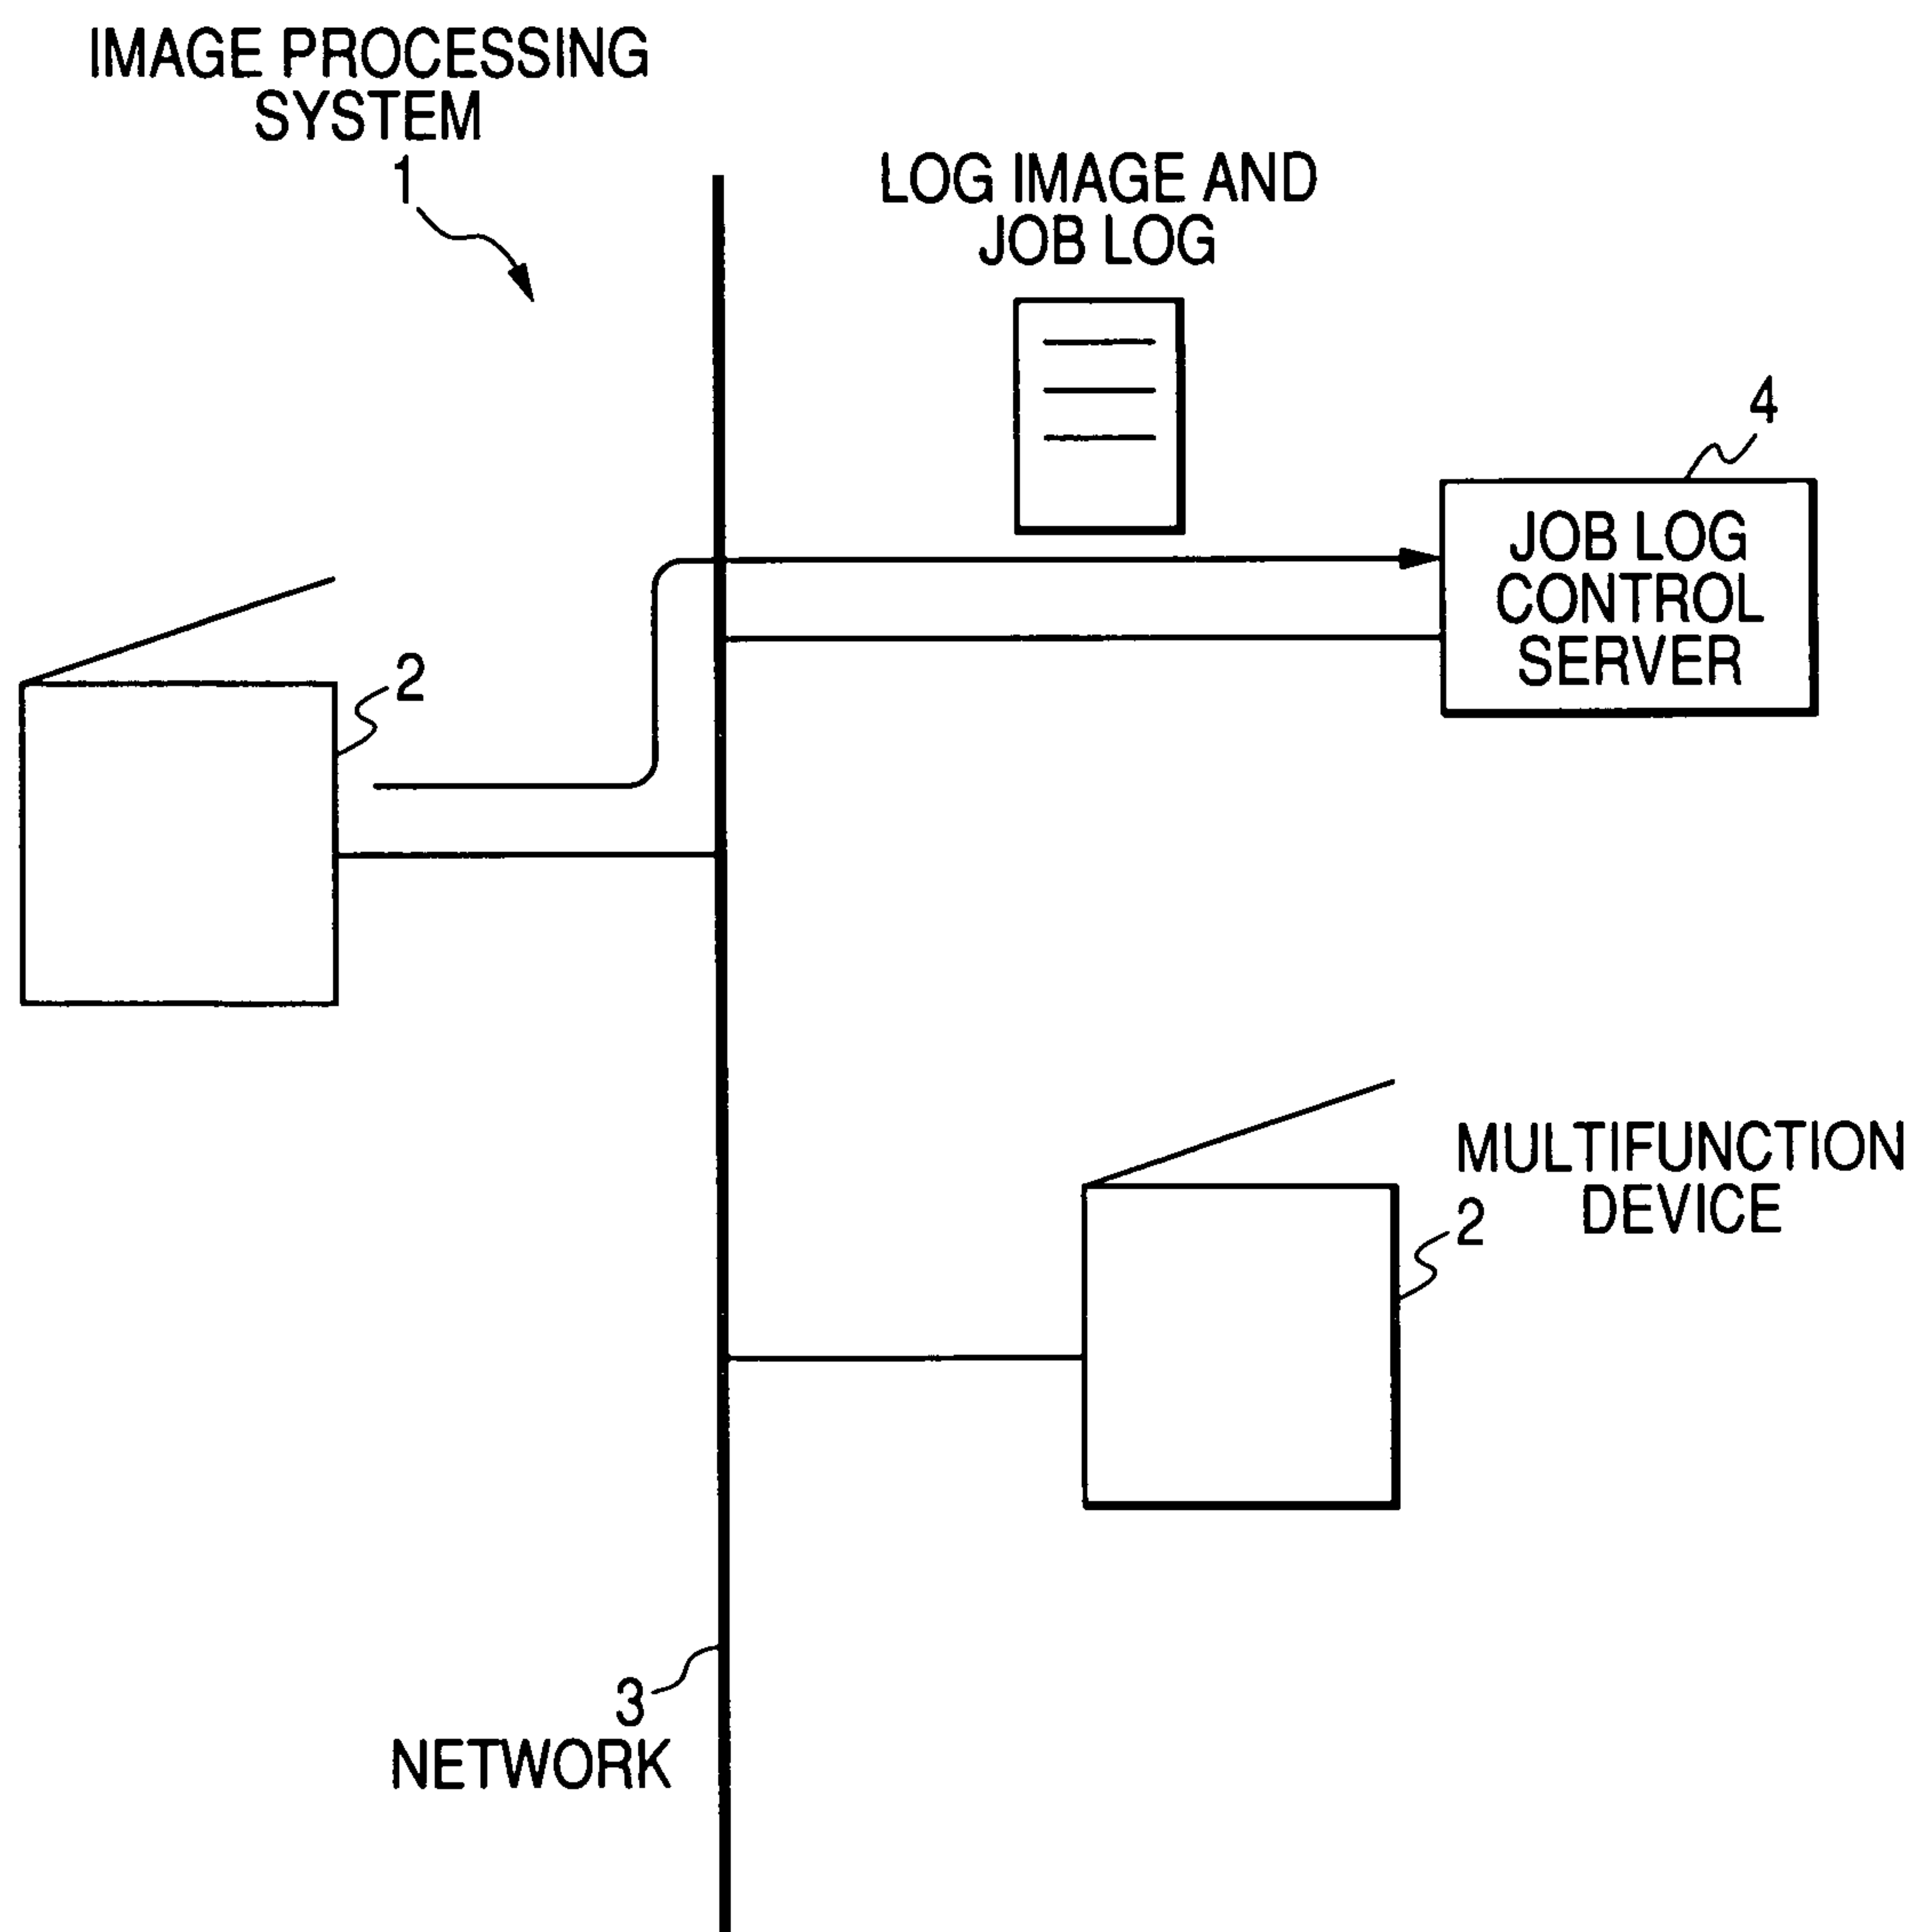 IMAGE PROCESSING
SYSTEM
1
LOG IMAGE AND
JOB LOG
4
JOB LOG
CONTROL
SERVER
2
MULTIFUNCTION
DEVICE
2
3
NETWORK